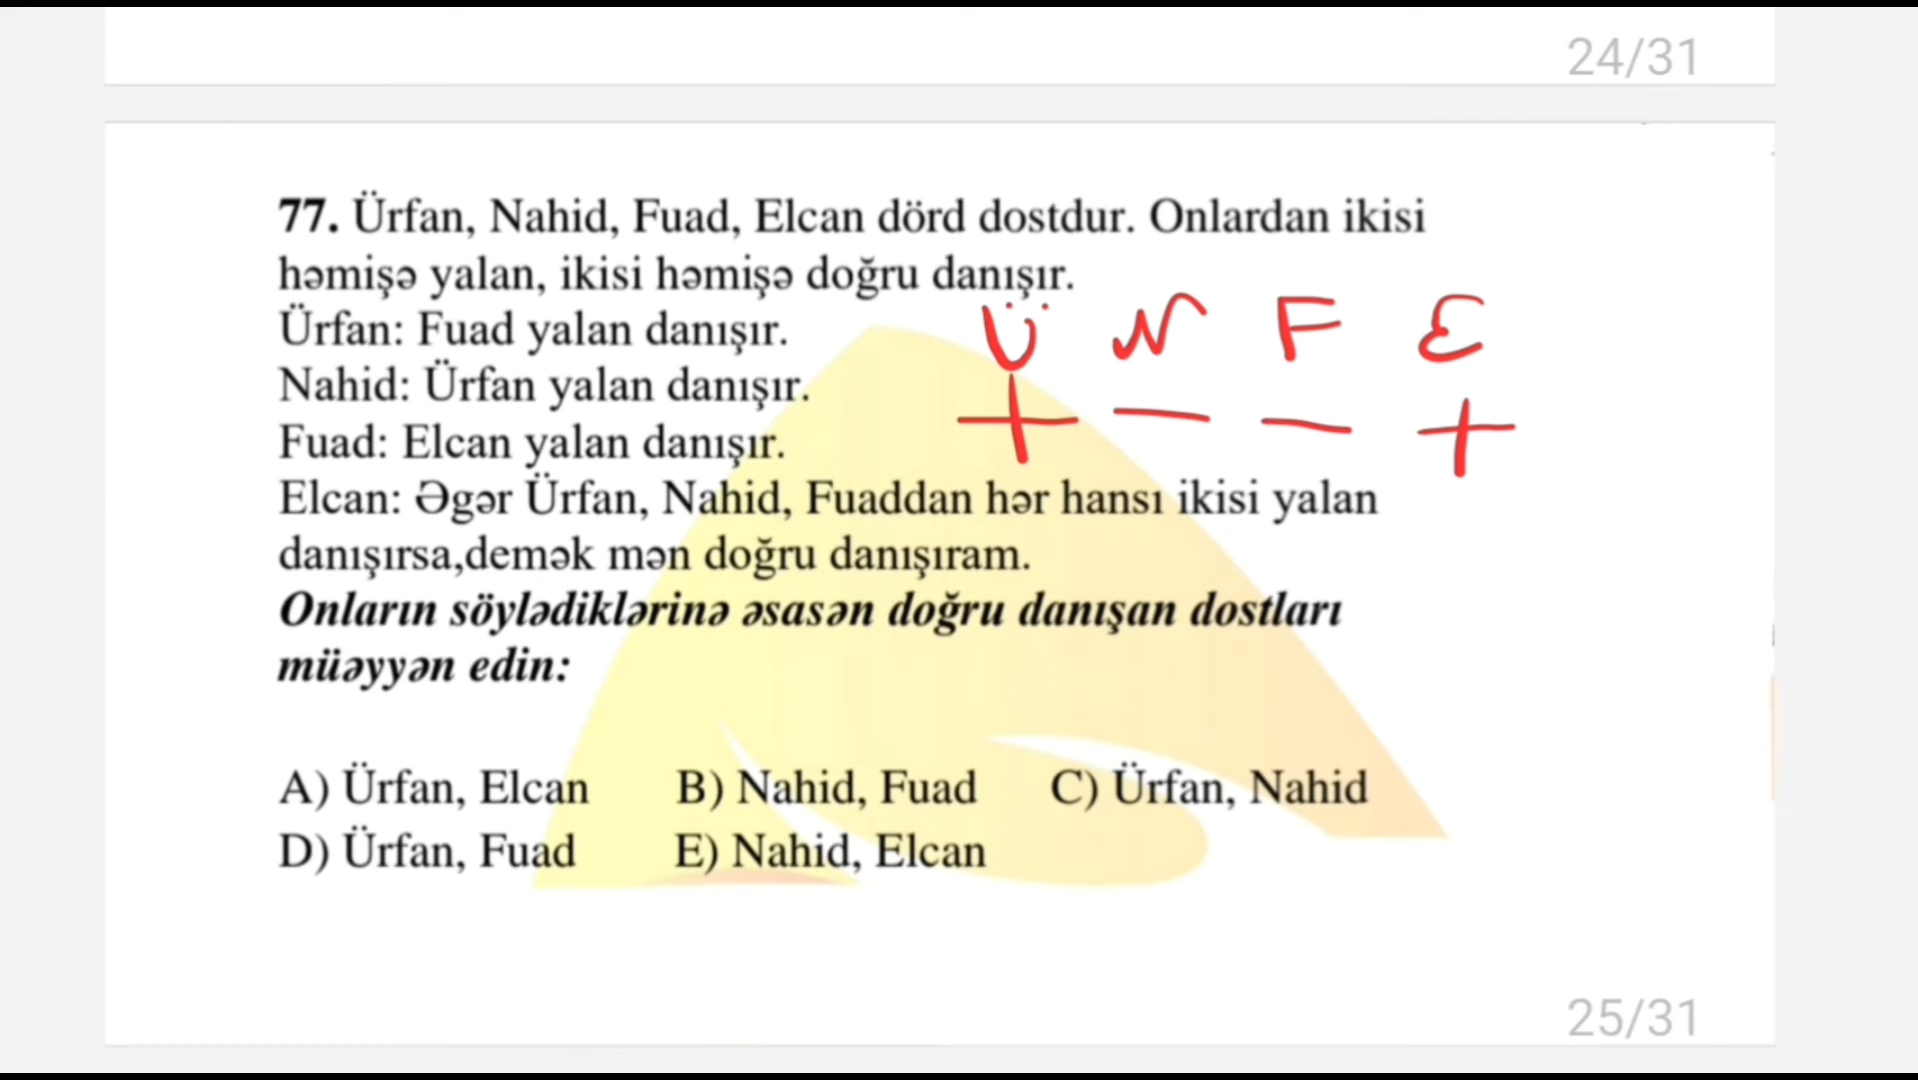 24/31
77. Ürfan, Nahid, Fuad, Elcan dörd dostdur. Onlardan ikisi
həmişə yalan, ikisi həmişə doğru danışır.
Ürfan: Fuad yalan danışır.
Ü N F E
Nahid: Ürfan yalan danışır.
+ − − +
Fuad: Elcan yalan danışır.
Elcan: Əgər Ürfan, Nahid, Fuaddan hər hansı ikisi yalan
danışırsa,demək mən doğru danışıram.
Onların söylədiklərinə əsasən doğru danışan dostları
müəyyən edin:
A) Ürfan, Elcan B) Nahid, Fuad C) Ürfan, Nahid
D) Ürfan, Fuad E) Nahid, Elcan
25/31